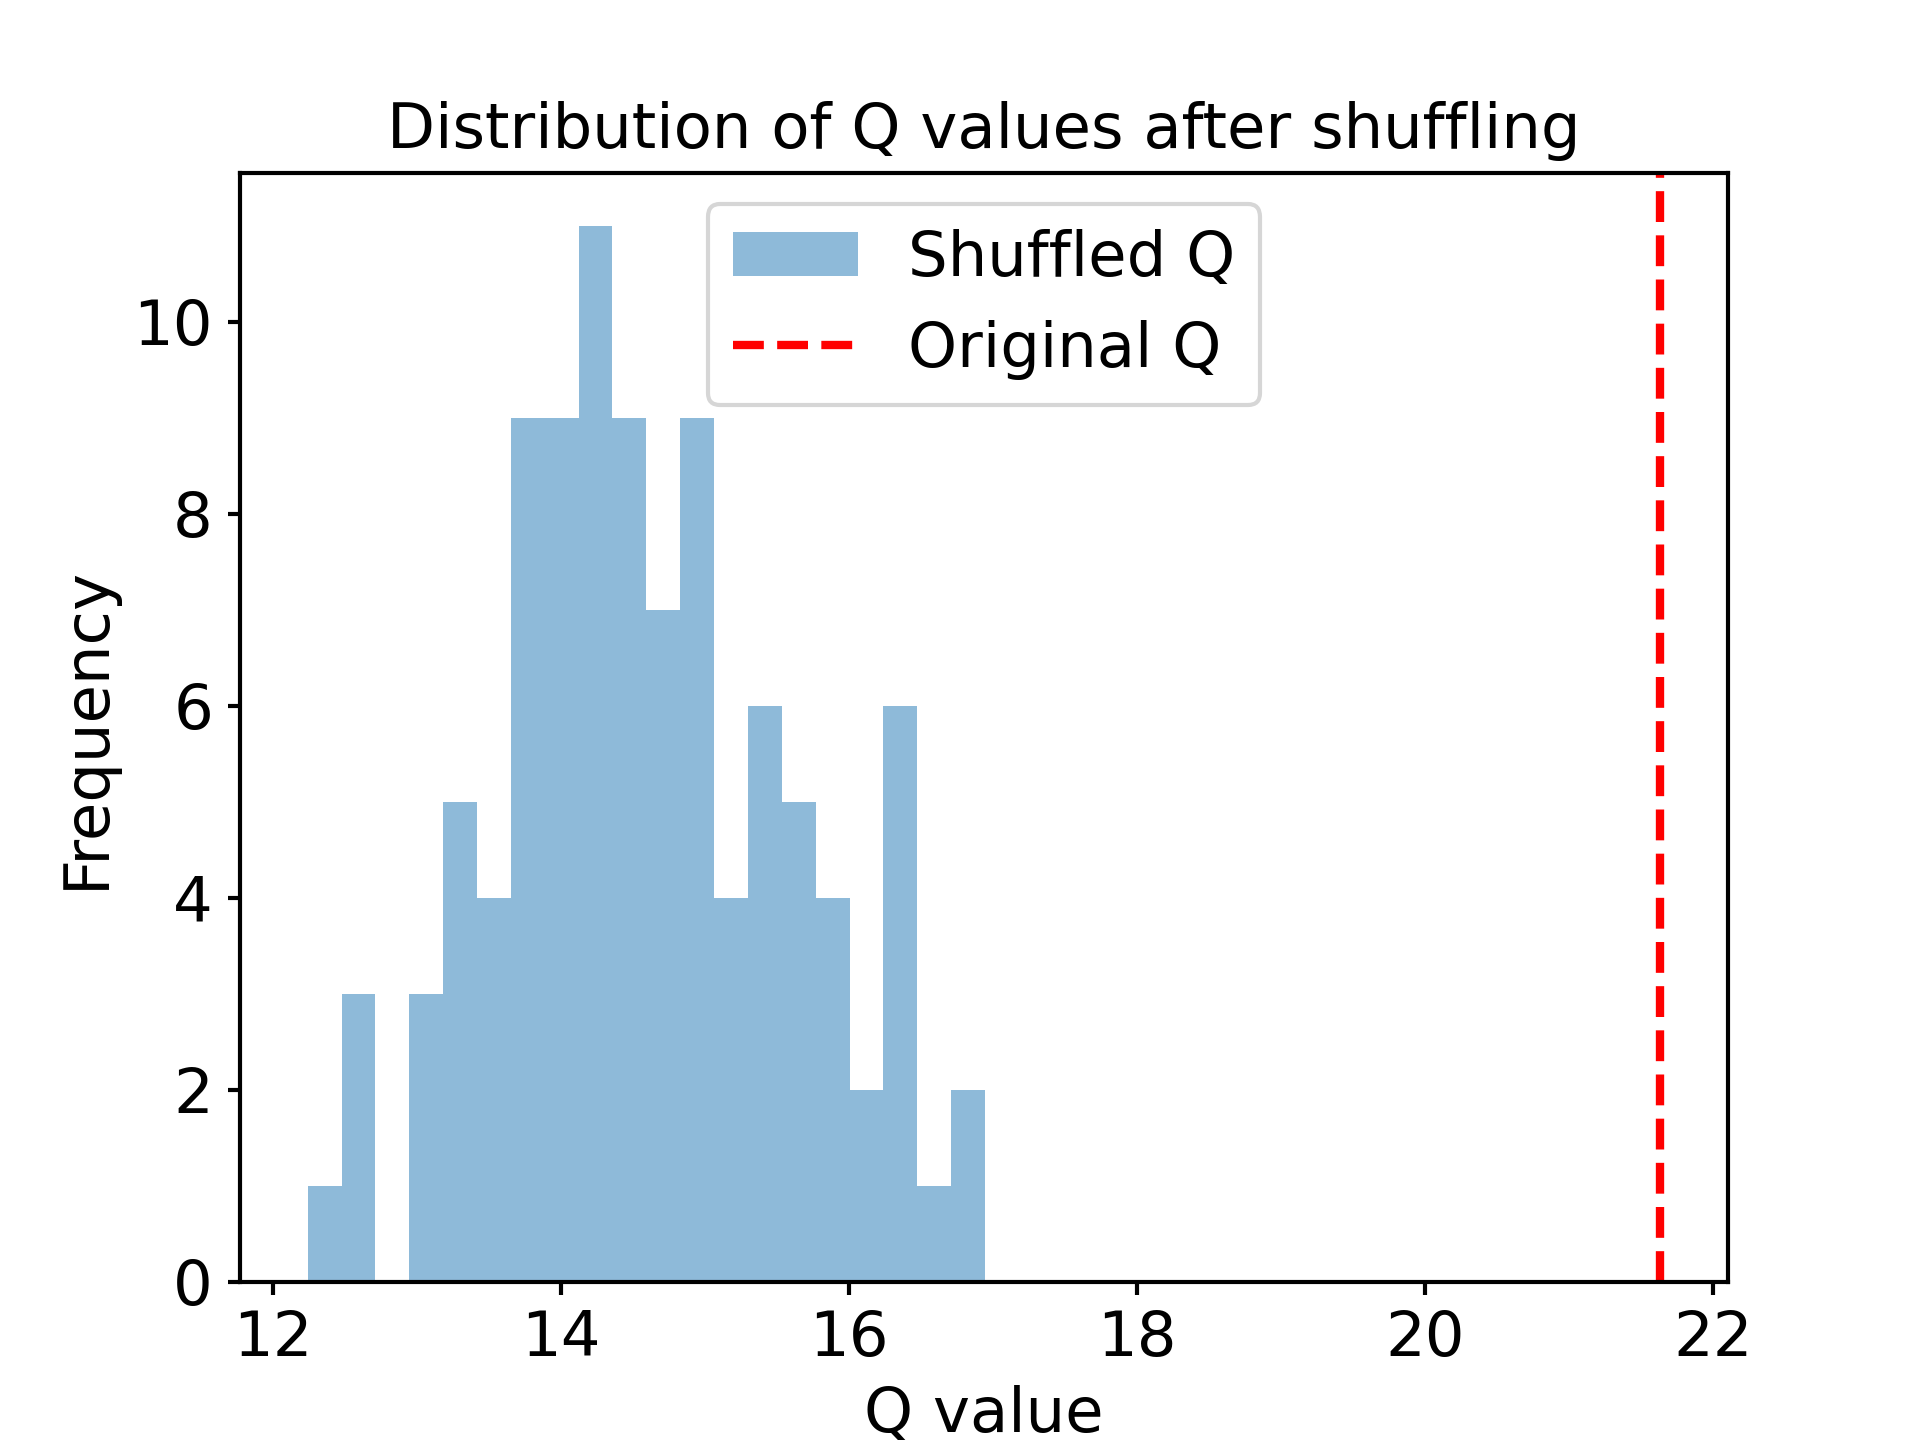 Distribution of Q values after shuffling
Shuffled Q
Original Q
Frequency
10
8
6
4
2
0
12 14 16 18 20 22
Q value